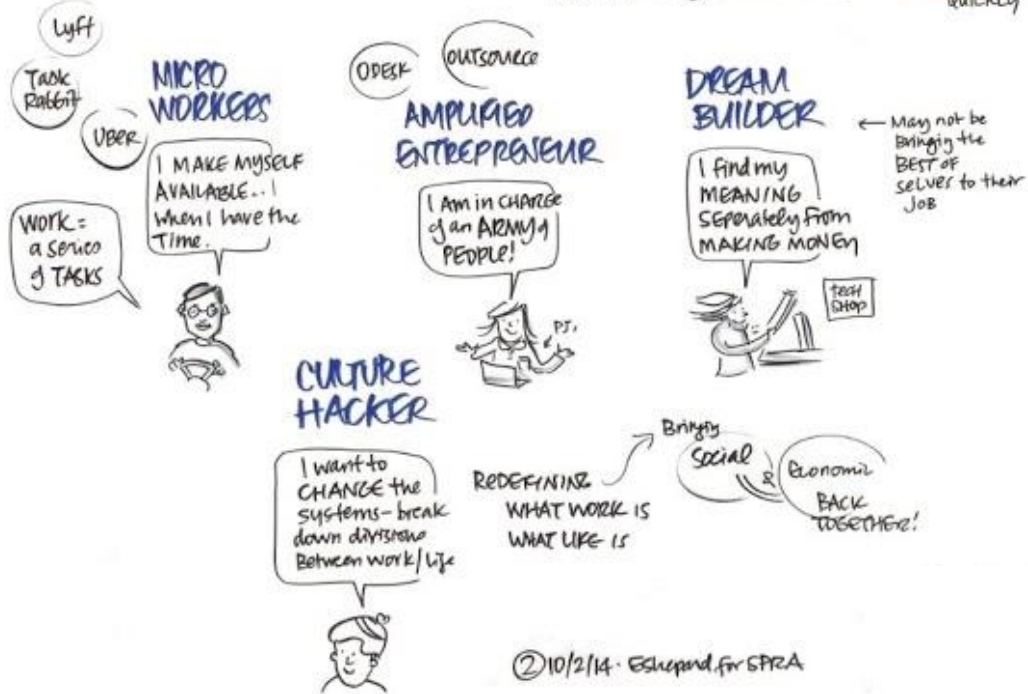 QUICKLY
Lyft
Task
Rabbit
UBER
MICRO
WORKERS
I MAKE MYSELF
AVAILABLE...
when I have the
Time.
work =
a series
of TASKS
ODESK
OUTSOURCE
AMPLIFIED
ENTREPRENEUR
I Am in CHARGE
of an ARMY of
PEOPLE!
PJs
DREAM
BUILDER
I find my
MEANING
Seperately from
MAKING MONEY
← May not be
Bringing the
BEST OF
selves to their
JOB
TECH
SHOP
CULTURE
HACKER
I want to
CHANGE the
systems - break
down divisions
Between work/life
REDEFINING
WHAT WORK IS
WHAT LIFE IS
Bringing
Social
&
Economic
BACK
TOGETHER!
② 10/2/14 · EShepard for SPRA